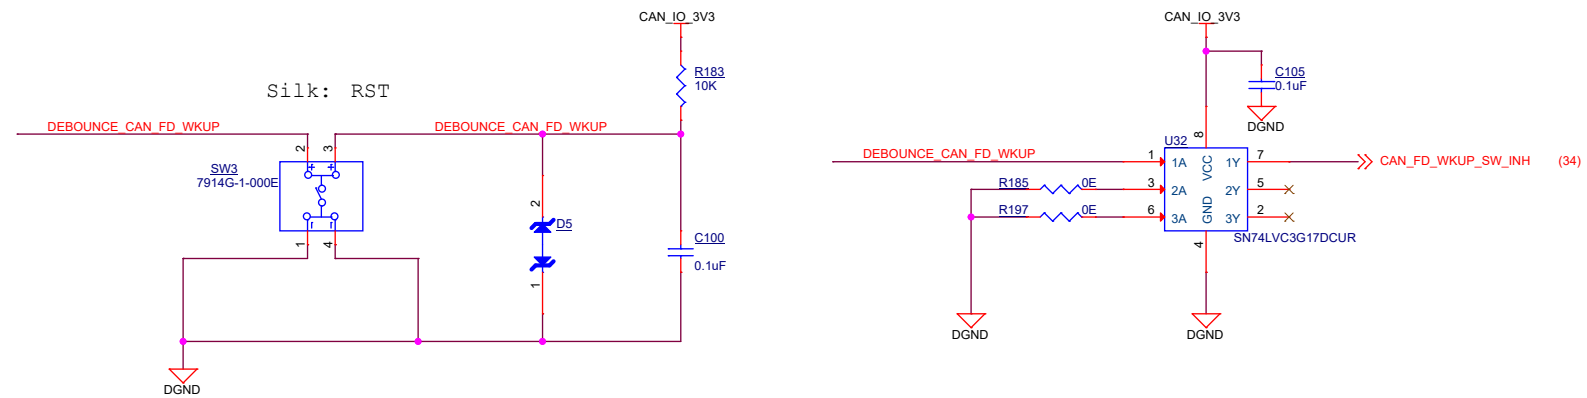 CAN_IO_3V3
R183
10K
Silk: RST
DEBOUNCE_CAN_FD_WKUP
DEBOUNCE_CAN_FD_WKUP
2
3
SW3
7914G-1-000E
1
4
2
D5
1
C100
0.1uF
DGND
CAN_IO_3V3
C105
0.1uF
DGND
8
U32
DEBOUNCE_CAN_FD_WKUP
1
1A
VCC
1Y
7
CAN_FD_WKUP_SW_INH
(34)
R185
0E
3
2A
2Y
5
R197
0E
6
3A
GND
3Y
2
SN74LVC3G17DCUR
4
DGND
DGND